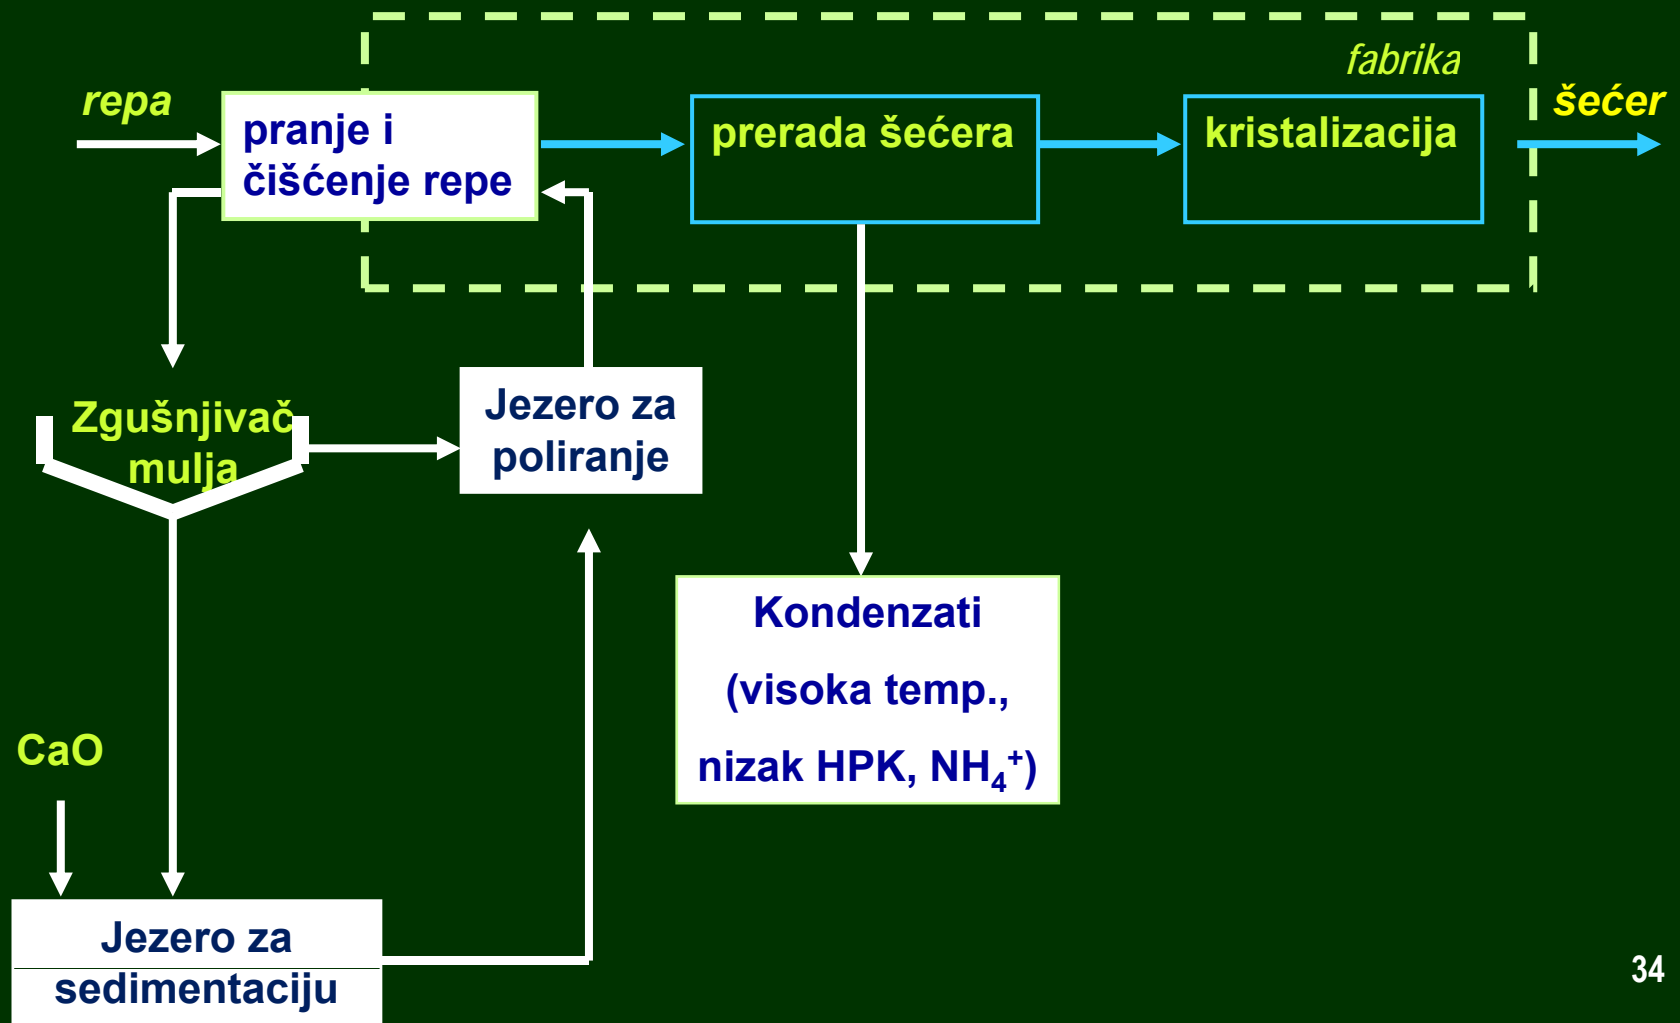 fabrika
repa
pranje i
čišćenje repe
prerada šećera
kristalizacija
šećer
Zgušnjivač
mulja
Jezero za
poliranje
Kondenzati
(visoka temp.,
nizak HPK, NH₄⁺)
CaO
Jezero za
sedimentaciju
34